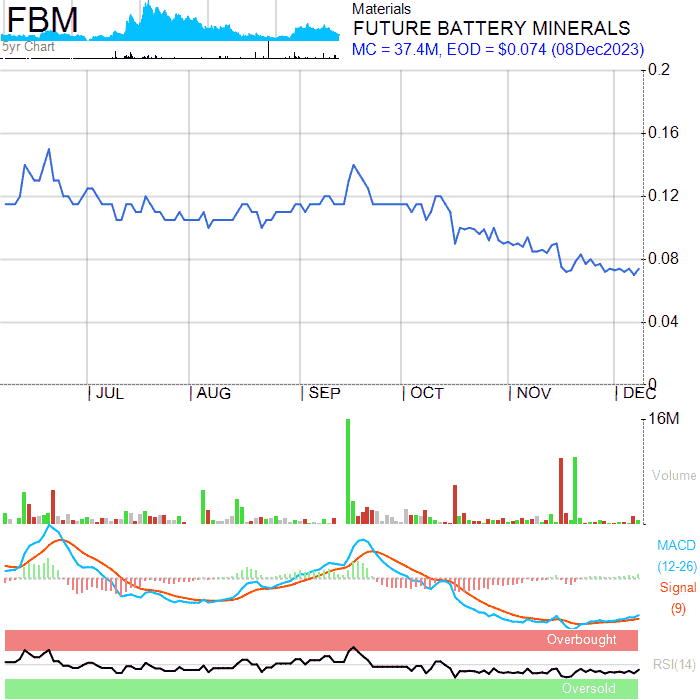 FBM
5yr Chart
Materials
FUTURE BATTERY MINERALS
MC = 37.4M, EOD = $0.074 (08Dec2023)
0.2
0.16
0.12
0.08
0.04
0
JUL AUG SEP OCT NOV DEC
16M
Volume
MACD
(12-26)
Signal
(9)
Overbought
RSI(14)
Oversold